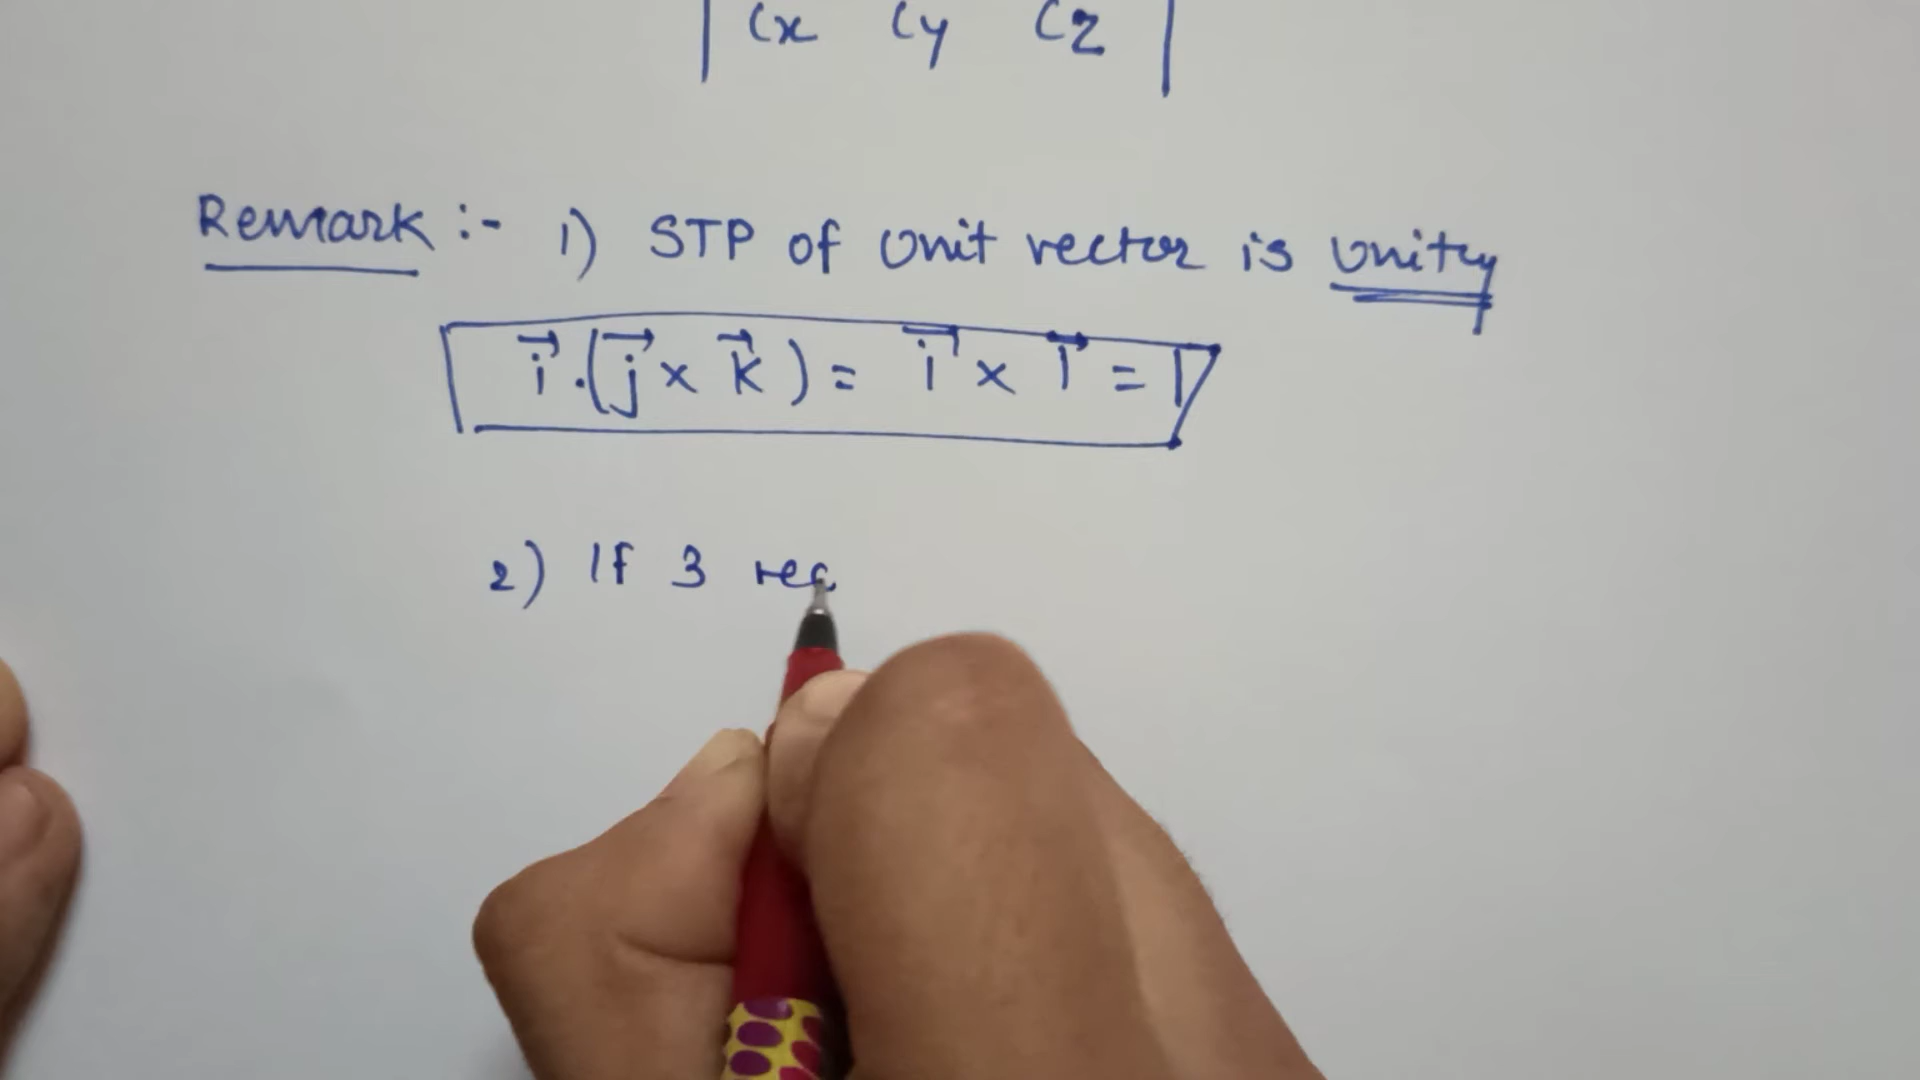 | Cx Cy Cz |
Remark :- 1) STP of Unit vector is Unity
i⃗ . (j⃗ x k⃗) = i⃗ x i⃗ = 1
2) If 3 vec